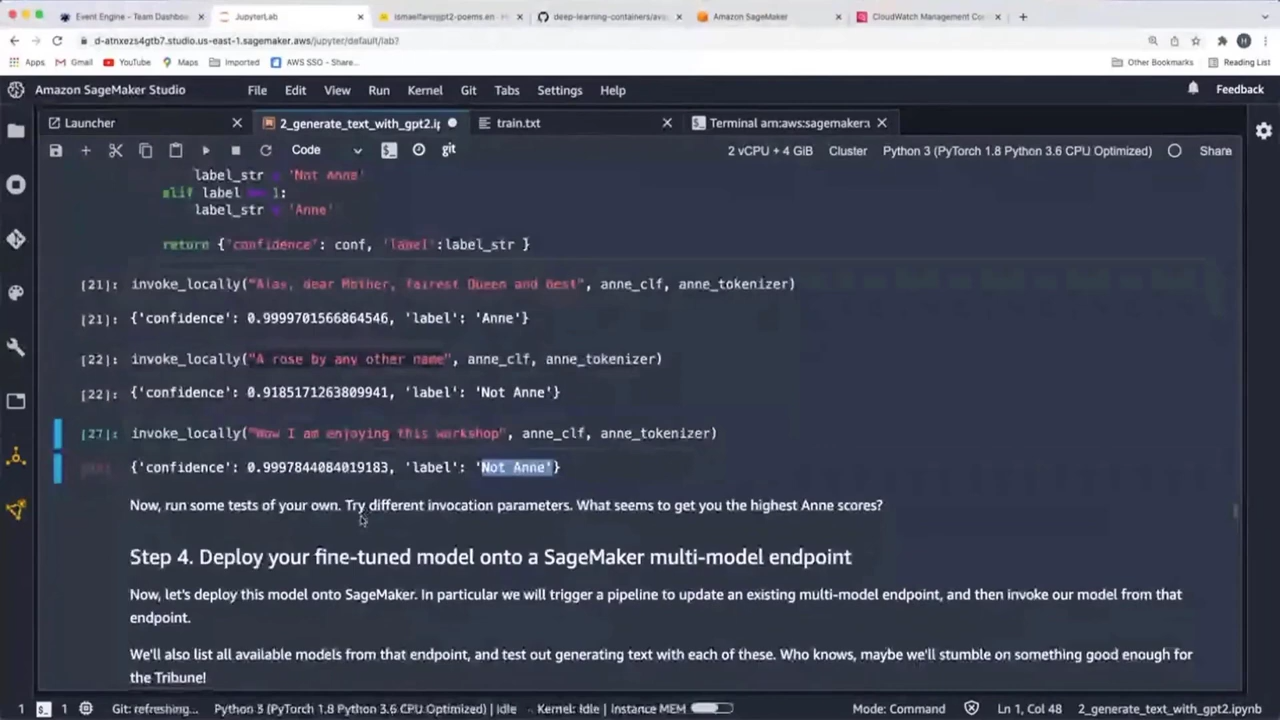 Event Engine - Team Dashbo
JupyterLab
ismaelfaro/gpt2-poems.en · H
deep-learning-containers/ava
Amazon SageMaker
CloudWatch Management Co
d-atnxezs4gtb7.studio.us-east-1.sagemaker.aws/jupyter/default/lab?
Apps Gmail YouTube Maps Imported AWS SSO - Share... Other Bookmarks Reading List
Amazon SageMaker Studio File Edit View Run Kernel Git Tabs Settings Help Feedback
Launcher 2_generate_text_with_gpt2.ip train.txt Terminal arn:aws:sagemaker:
Code git 2 vCPU + 4 GiB Cluster Python 3 (PyTorch 1.8 Python 3.6 CPU Optimized) Share
label_str = 'Not Anne'
elif label == 1:
label_str = 'Anne'
return {'confidence': conf, 'label':label_str }
[21]: invoke_locally("Alas, dear Mother, fairest Queen and best", anne_clf, anne_tokenizer)
[21]: {'confidence': 0.9999701566864546, 'label': 'Anne'}
[22]: invoke_locally("A rose by any other name", anne_clf, anne_tokenizer)
[22]: {'confidence': 0.9185171263809941, 'label': 'Not Anne'}
[27]: invoke_locally("Wow I am enjoying this workshop", anne_clf, anne_tokenizer)
{'confidence': 0.9997844084019183, 'label': 'Not Anne'}
Now, run some tests of your own. Try different invocation parameters. What seems to get you the highest Anne scores?
Step 4. Deploy your fine-tuned model onto a SageMaker multi-model endpoint
Now, let's deploy this model onto SageMaker. In particular we will trigger a pipeline to update an existing multi-model endpoint, and then invoke our model from that
endpoint.
We'll also list all available models from that endpoint, and test out generating text with each of these. Who knows, maybe we'll stumble on something good enough for
the Tribune!
1 1 Git: refreshing... Python 3 (PyTorch 1.8 Python 3.6 CPU Optimized) | Idle Kernel: Idle | Instance MEM Mode: Command Ln 1, Col 48 2_generate_text_with_gpt2.ipynb